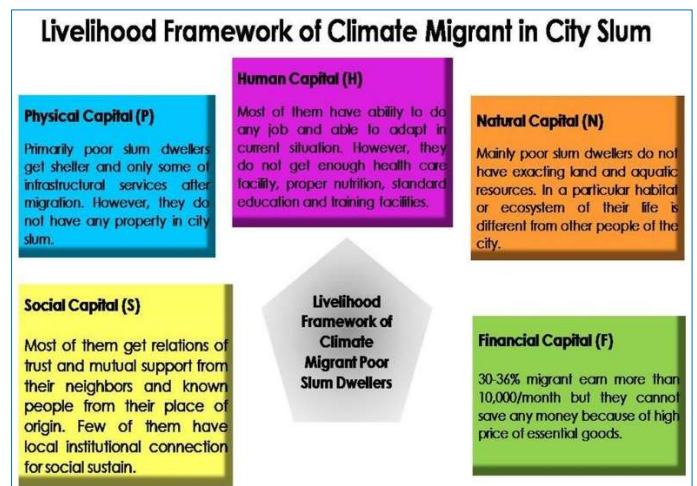 Livelihood Framework of Climate Migrant in City Slum
Physical Capital (P)
Primarily poor slum dwellers
get shelter and only some of
infrastructural services after
migration. However, they do
not have any property in city
slum.
Human Capital (H)
Most of them have ability to do
any job and able to adapt in
current situation. However, they
do not get enough health care
facility, proper nutrition, standard
education and training facilities.
Natural Capital (N)
Mainly poor slum dwellers do not
have exacting land and aquatic
resources. In a particular habitat
or ecosystem of their life is
different from other people of the
city.
Social Capital (S)
Most of them get relations of
trust and mutual support from
their neighbors and known
people from their place of
origin. Few of them have
local institutional connection
for social sustain.
Livelihood
Framework of
Climate
Migrant Poor
Slum Dwellers
Financial Capital (F)
30-36% migrant earn more than
10,000/month but they cannot
save any money because of high
price of essential goods.